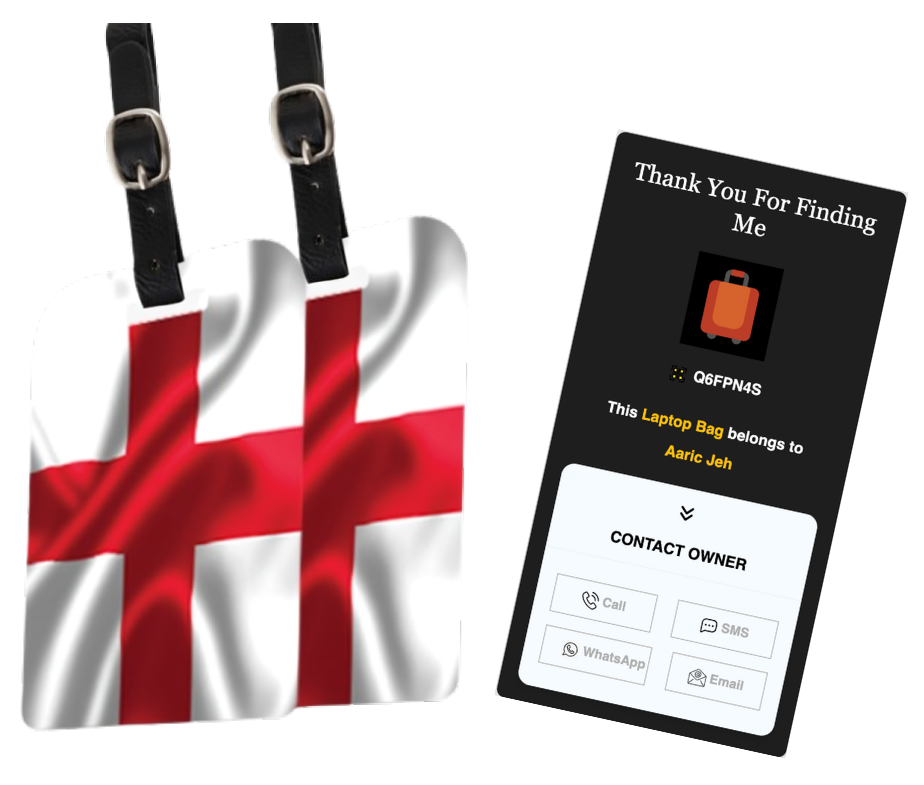 Thank You For Finding
Me
Q6FPN4S
This Laptop Bag belongs to
Aaric Jeh
CONTACT OWNER
Call
SMS
WhatsApp
Email